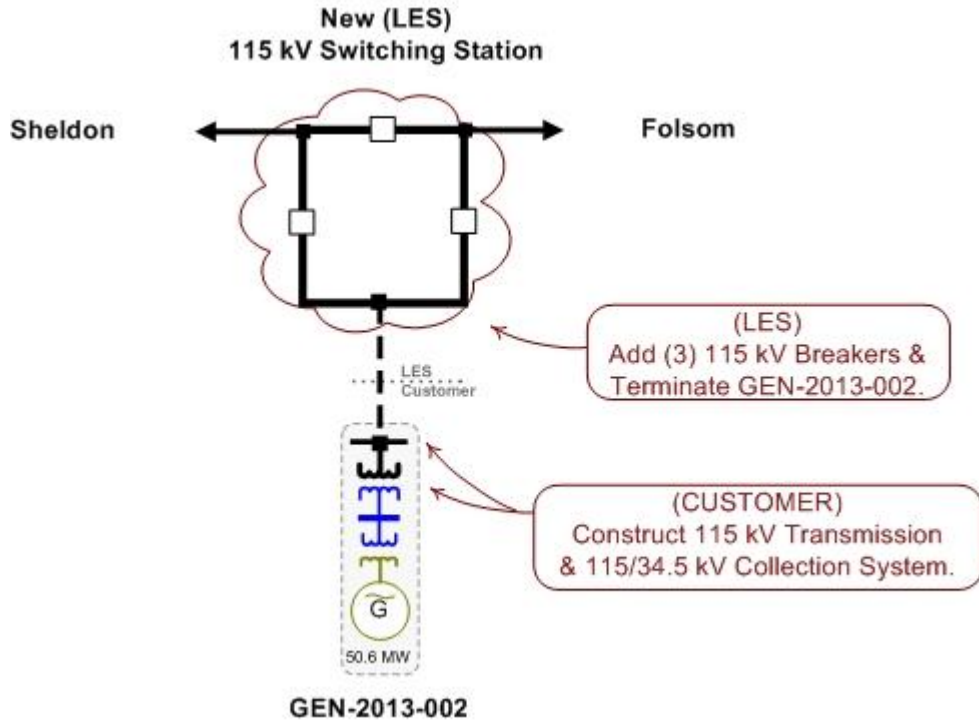 New (LES)
115 kV Switching Station
Sheldon
Folsom
(LES)
Add (3) 115 kV Breakers &
Terminate GEN-2013-002.
LES
Customer
(CUSTOMER)
Construct 115 kV Transmission
& 115/34.5 kV Collection System.
G
50.6 MW
GEN-2013-002